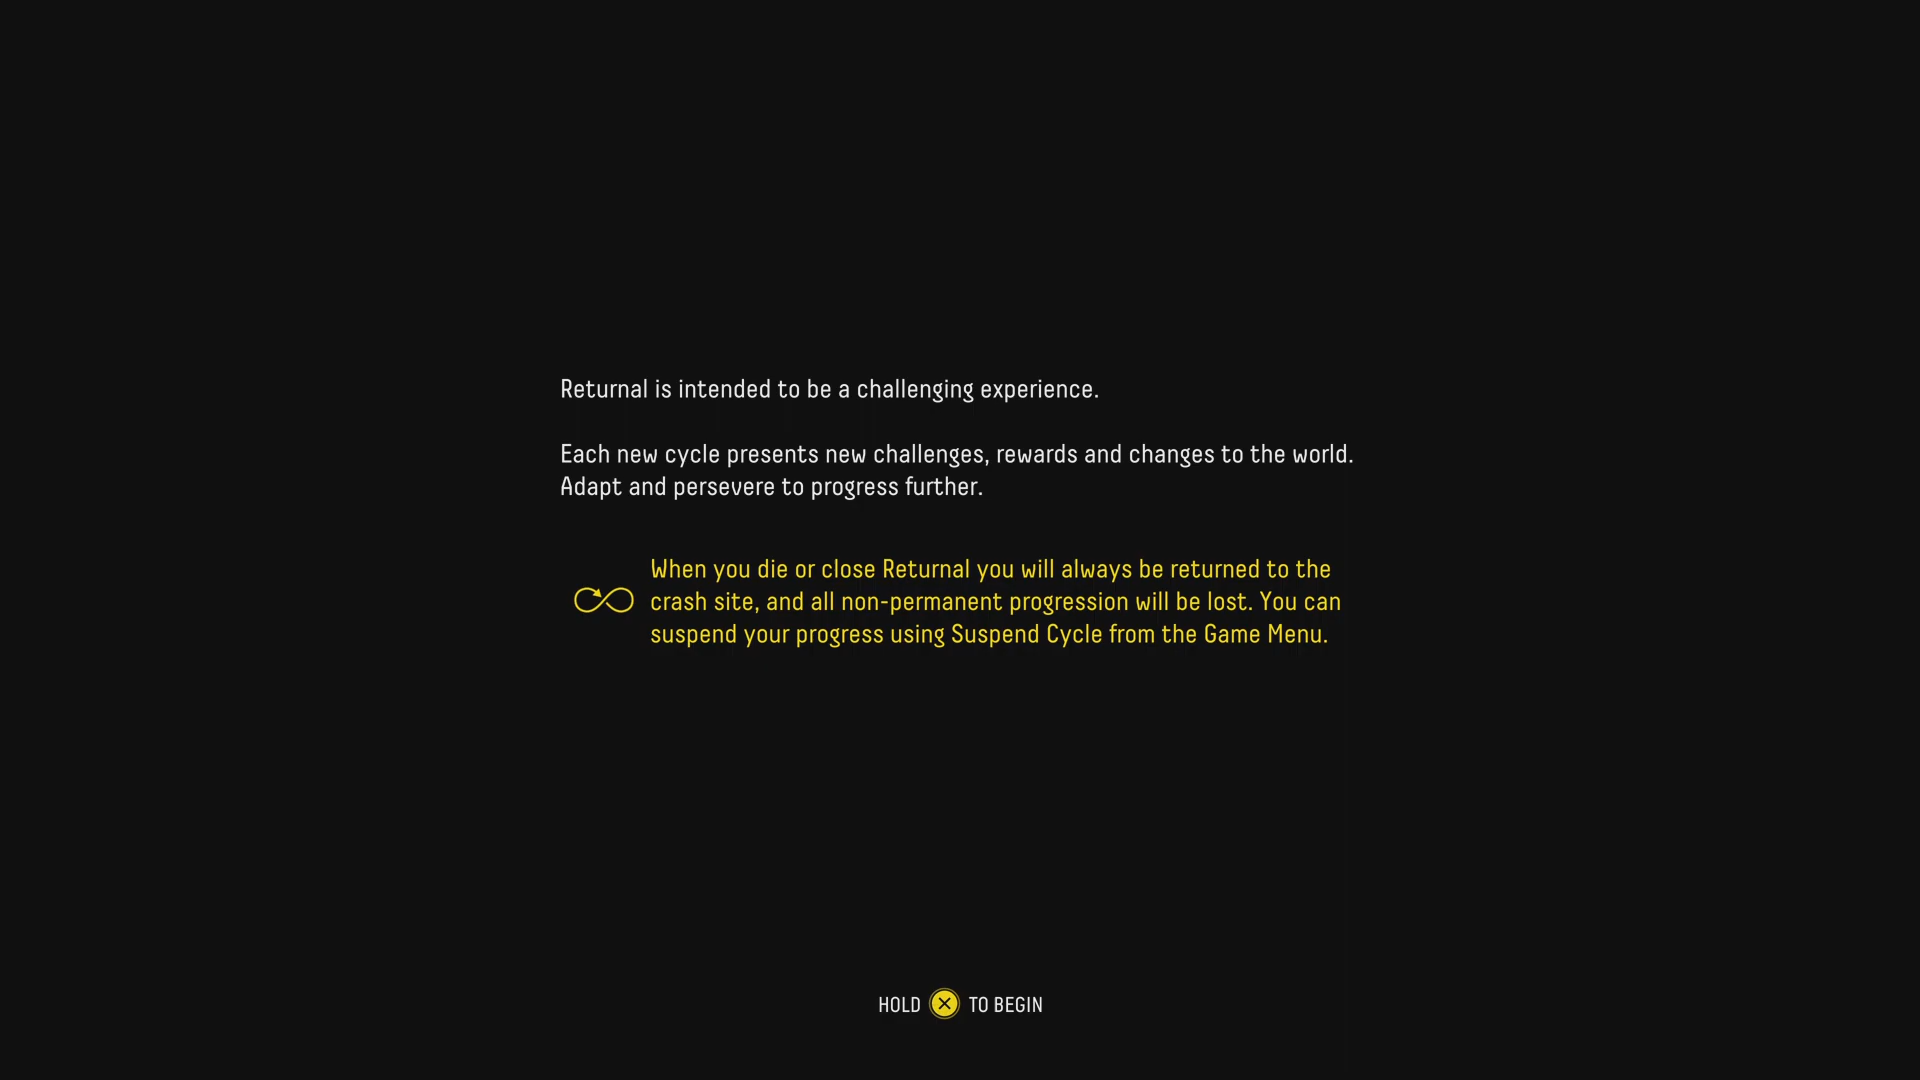 Returnal is intended to be a challenging experience.
Each new cycle presents new challenges, rewards and changes to the world.
Adapt and persevere to progress further.
When you die or close Returnal you will always be returned to the
crash site, and all non-permanent progression will be lost. You can
suspend your progress using Suspend Cycle from the Game Menu.
HOLD ⓧ TO BEGIN